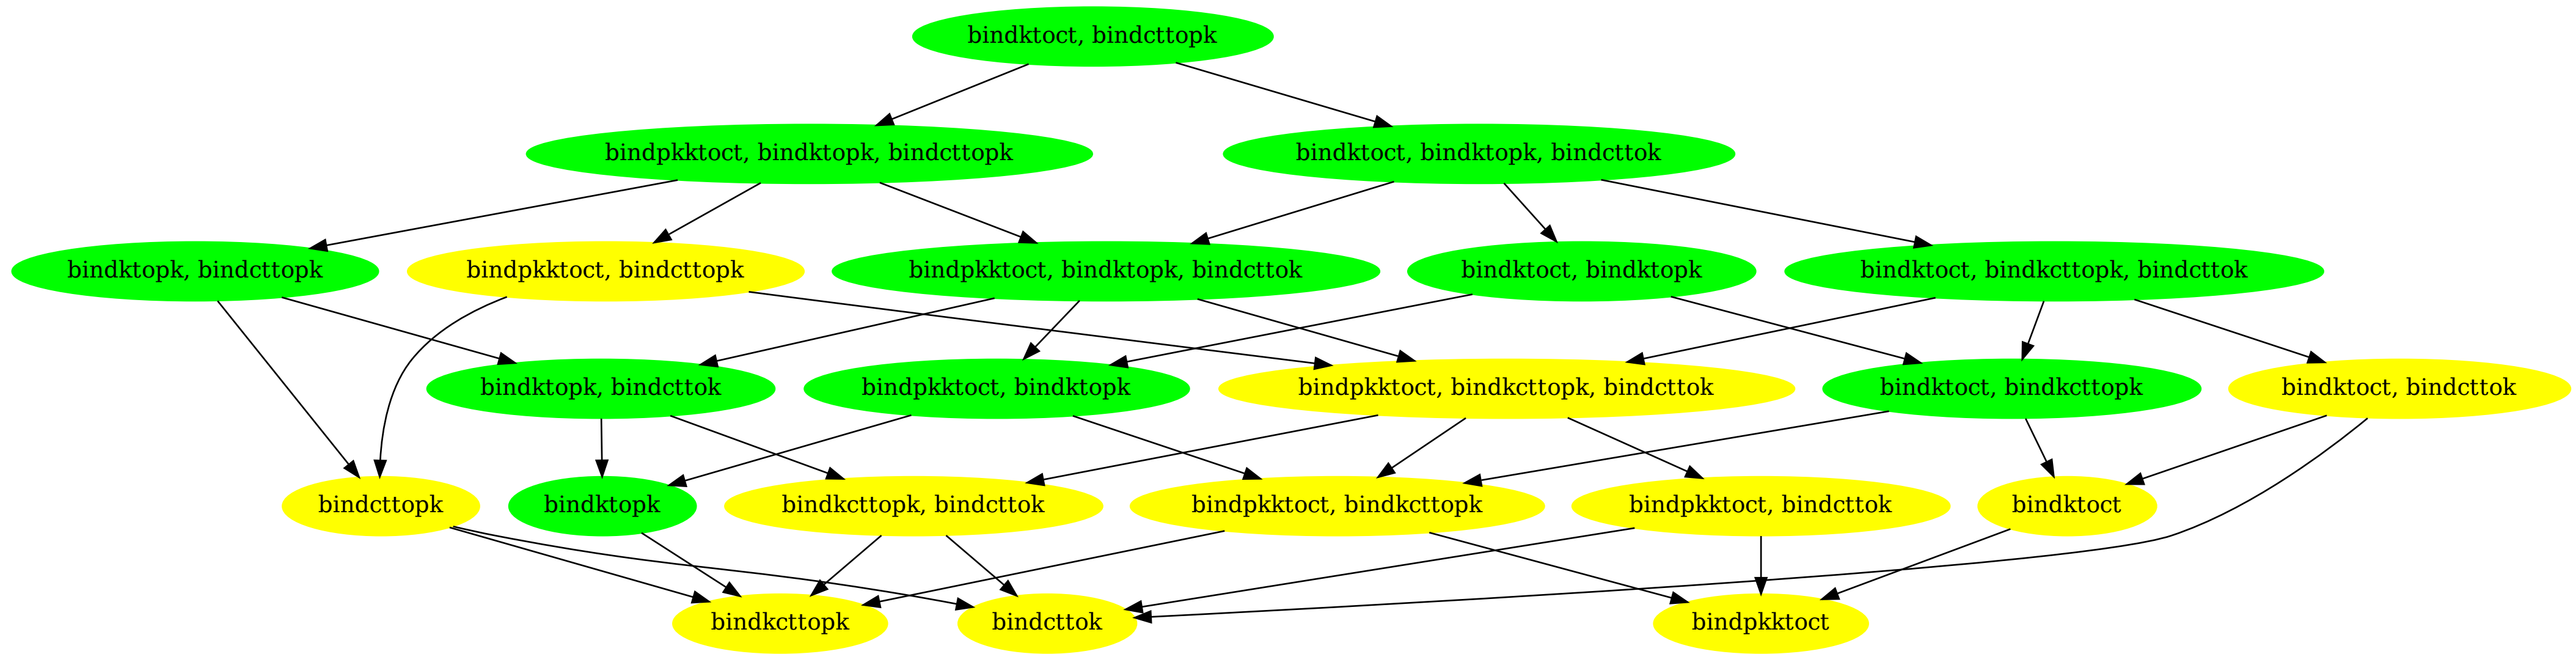 bindktoct, bindcttopk
bindpkktoct, bindktopk, bindcttopk
bindktoct, bindktopk, bindcttok
bindktopk, bindcttopk
bindpkktoct, bindcttopk
bindpkktoct, bindktopk, bindcttok
bindktoct, bindktopk
bindktoct, bindkcttopk, bindcttok
bindktopk, bindcttok
bindpkktoct, bindktopk
bindpkktoct, bindkcttopk, bindcttok
bindktoct, bindkcttopk
bindktoct, bindcttok
bindcttopk
bindktopk
bindkcttopk, bindcttok
bindpkktoct, bindkcttopk
bindpkktoct, bindcttok
bindktoct
bindkcttopk
bindcttok
bindpkktoct